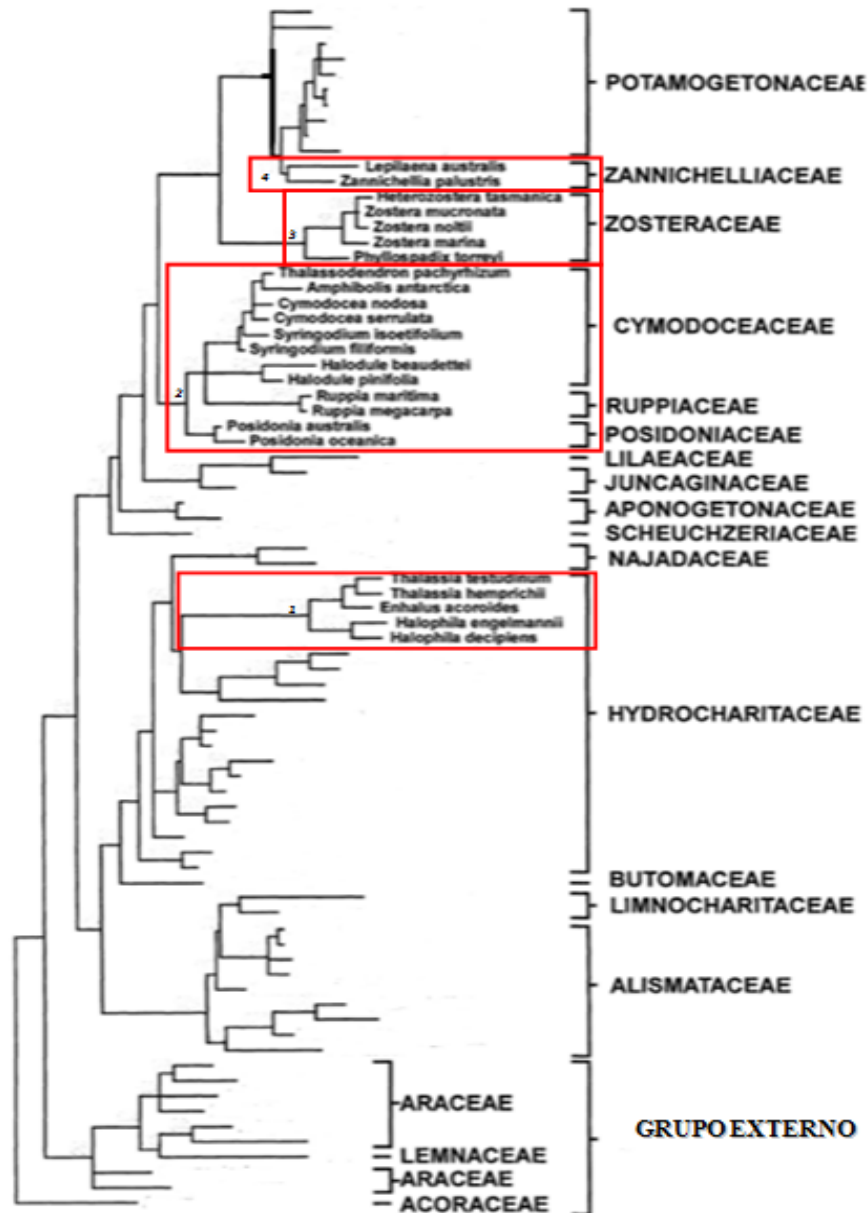 POTAMOGETONACEAE
Lepilaena australis
4
Zannichellia palustris
ZANNICHELLIACEAE
Heterozostera tasmanica
Zostera mucronata
Zostera noltii
3
Zostera marina
Phyllospadix torreyi
ZOSTERACEAE
Thalassodendron pachyrhizum
Amphibolis antarctica
Cymodocea nodosa
Cymodocea serrulata
Syringodium isoetifolium
Syringodium filiformis
Halodule beaudettei
Halodule pinifolia
CYMODOCEACEAE
2
Ruppia maritima
Ruppia megacarpa
RUPPIACEAE
Posidonia australis
Posidonia oceanica
POSIDONIACEAE
LILAEACEAE
JUNCAGINACEAE
APONOGETONACEAE
SCHEUCHZERIACEAE
NAJADACEAE
Thalassia testudinum
Thalassia hemprichii
Enhalus acoroides
1
Halophila engelmannii
Halophila decipiens
HYDROCHARITACEAE
BUTOMACEAE
LIMNOCHARITACEAE
ALISMATACEAE
ARACEAE
GRUPO EXTERNO
LEMNACEAE
ARACEAE
ACORACEAE